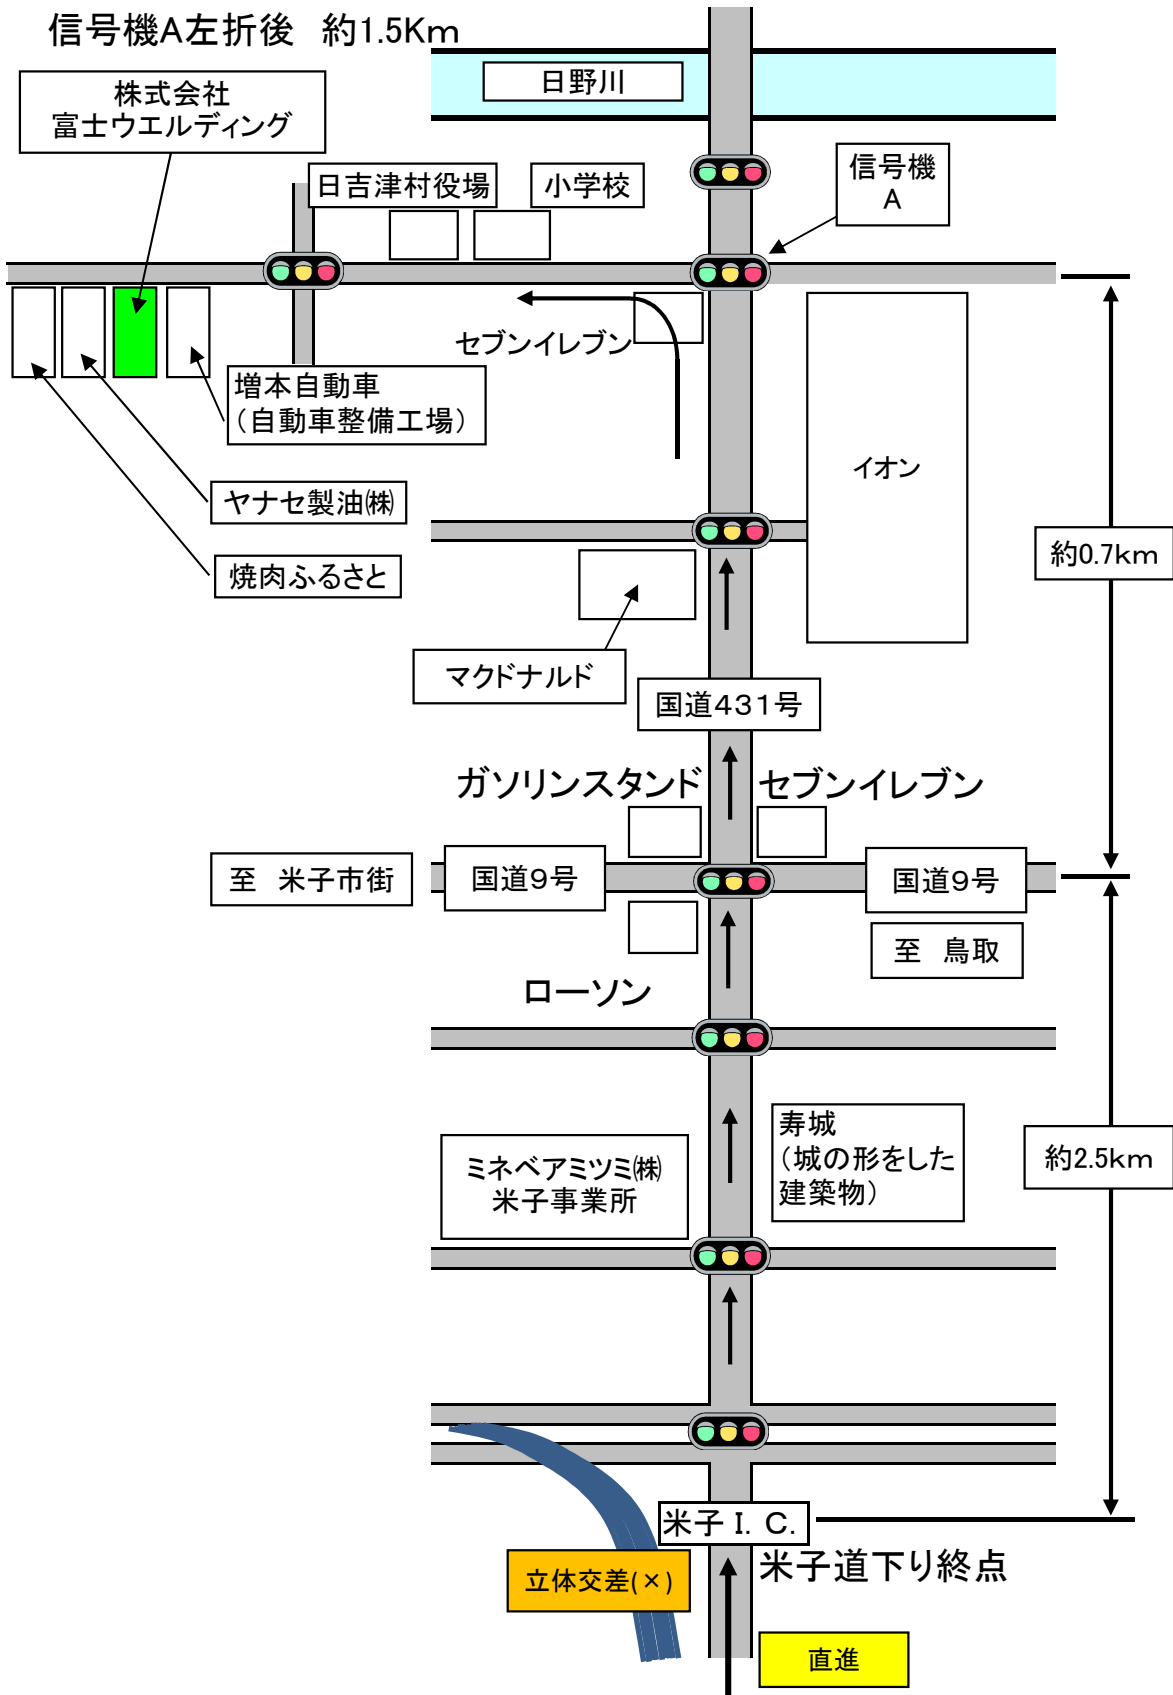 信号機A左折後　約1.5Km
日野川
株式会社
富士ウエルディング
信号機
A
日吉津村役場
小学校
セブンイレブン
増本自動車
（自動車整備工場）
イオン
ヤナセ製油㈱
約0.7km
焼肉ふるさと
マクドナルド
国道431号
ガソリンスタンド
セブンイレブン
至　米子市街
国道9号
国道9号
至　鳥取
ローソン
寿城
（城の形をした
建築物）
ミネベアミツミ㈱
米子事業所
約2.5km
米子 I. C.
米子道下り終点
立体交差(×)
直進